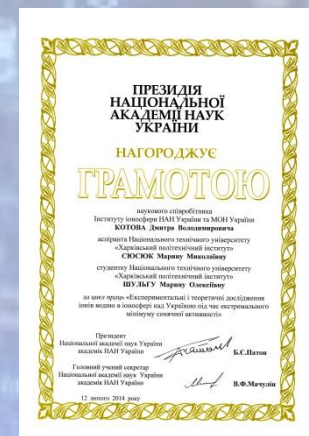 ПРЕЗИДІЯ
НАЦІОНАЛЬНОЇ
АКАДЕМІЇ НАУК
УКРАЇНИ
НАГОРОДЖУЄ
ГРАМОТОЮ
наукового співробітника
Інституту іоносфери НАН України та МОН України
КОТОВА Дмитра Володимировича
аспіранта Національного технічного університету
«Харківський політехнічний інститут»
СЮСЮК Марину Миколаївну
студентку Національного технічного університету
«Харківський політехнічний інститут»
ШУЛЬГУ Марину Олексіївну
за цикл праць «Експериментальні і теоретичні дослідження
іонів водню в іоносфері над Україною під час екстремального
мінімуму сонячної активності»
Президент
Національної академії наук України
академік НАН України
Б.Є.Патон
Головний учений секретар
Національної академії наук України
академік НАН України
В.Ф.Мачулін
12 лютого 2014 року